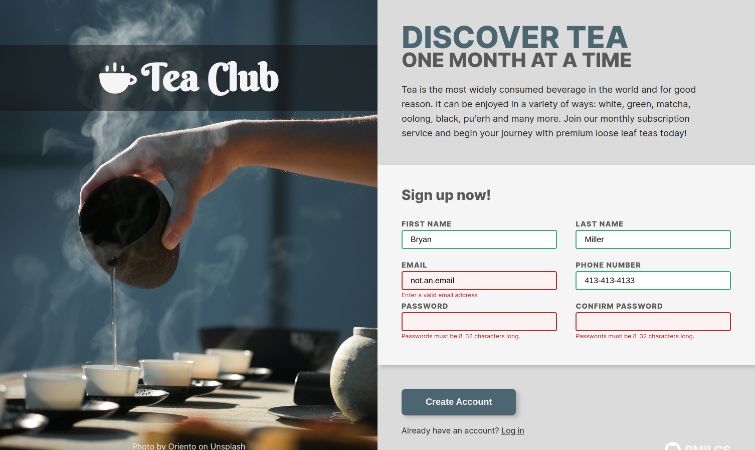 Tea Club
DISCOVER TEA
ONE MONTH AT A TIME
Tea is the most widely consumed beverage in the world and for good
reason. It can be enjoyed in a variety of ways: white, green, matcha,
oolong, black, pu'erh and many more. Join our monthly subscription
service and begin your journey with premium loose leaf teas today!
Sign up now!
FIRST NAME
LAST NAME
Bryan
Miller
EMAIL
PHONE NUMBER
not.an.email
413-413-4133
Enter a valid email address
PASSWORD
CONFIRM PASSWORD
Passwords must be 8-32 characters long.
Passwords must be 8-32 characters long.
Create Account
Already have an account? Log in
Photo by Oriento on Unsplash
BMILCS